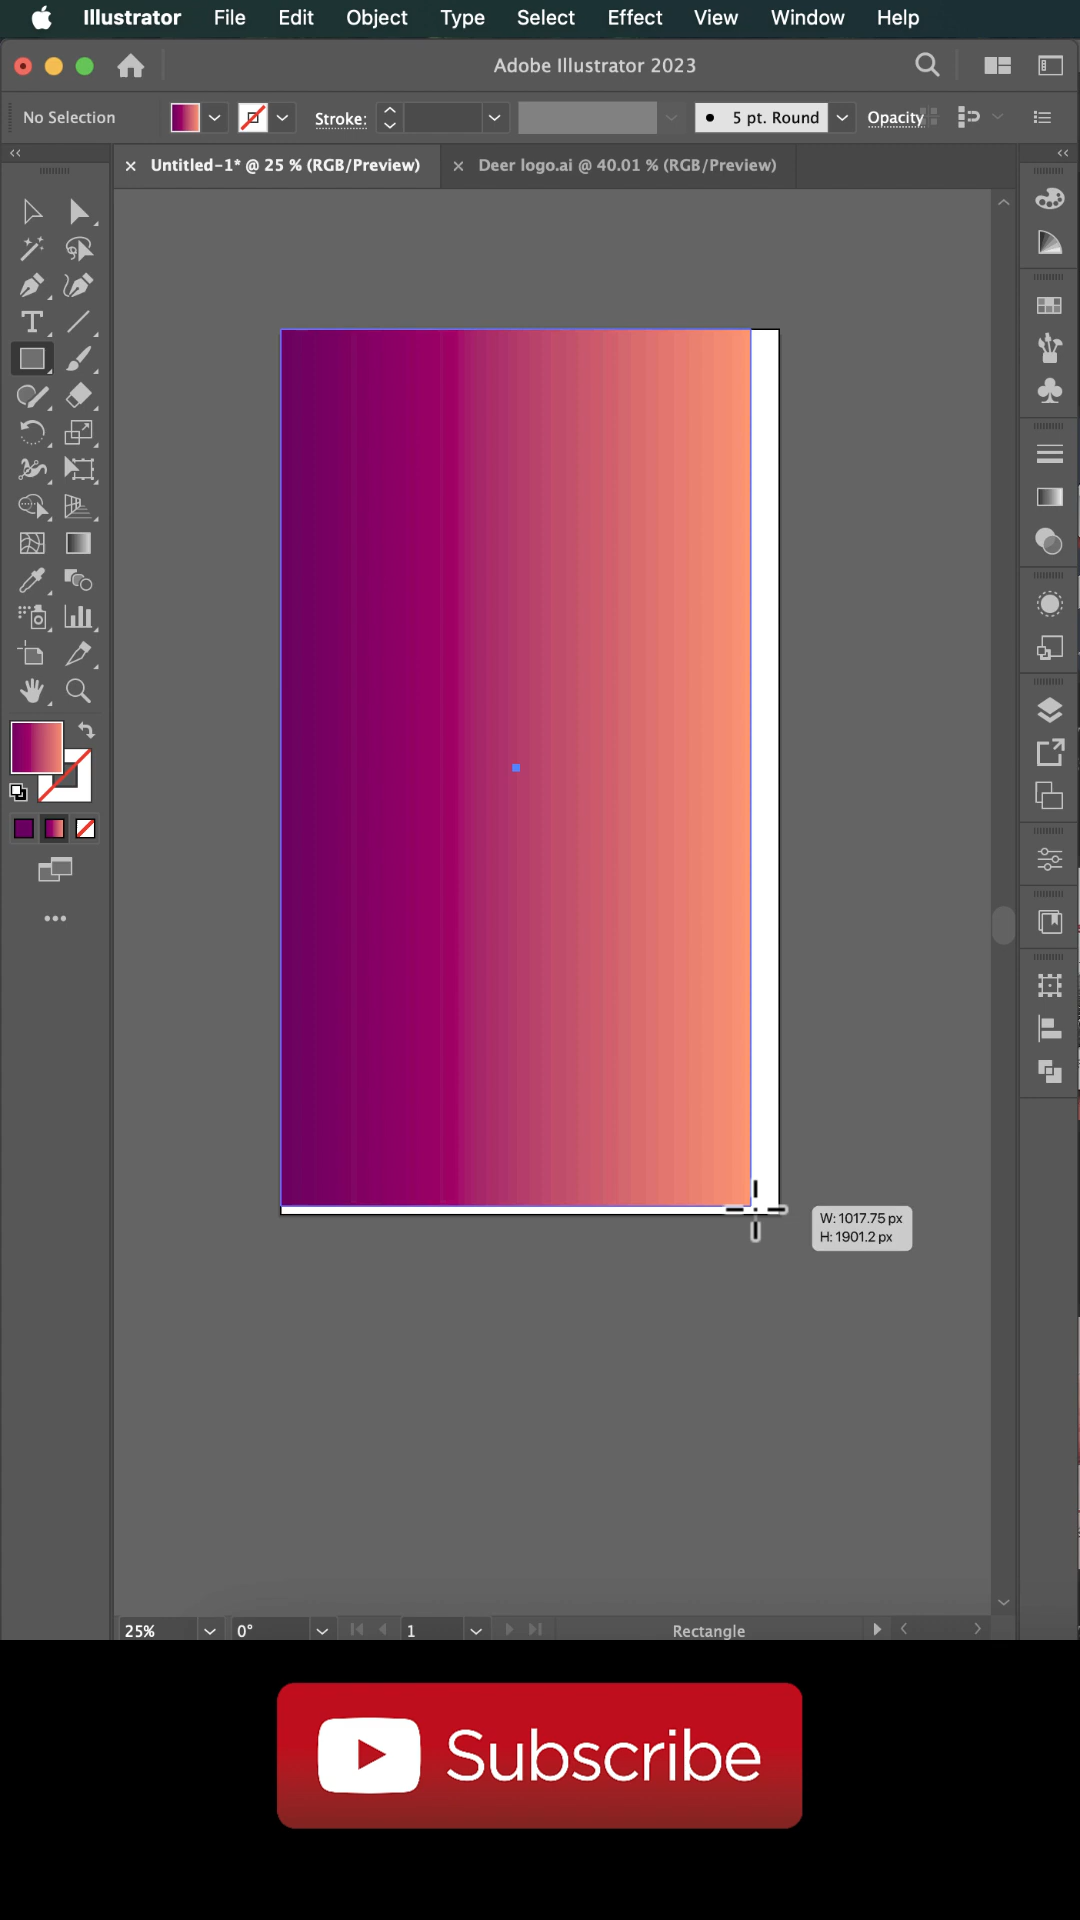 Illustrator File Edit Object Type Select Effect View Window Help
Adobe Illustrator 2023
No Selection Stroke: 5 pt. Round Opacity
Untitled-1* @ 25 % (RGB/Preview) Deer logo.ai @ 40.01 % (RGB/Preview)
W: 1017.75 px
H: 1901.2 px
25% 0° 1 Rectangle
Subscribe